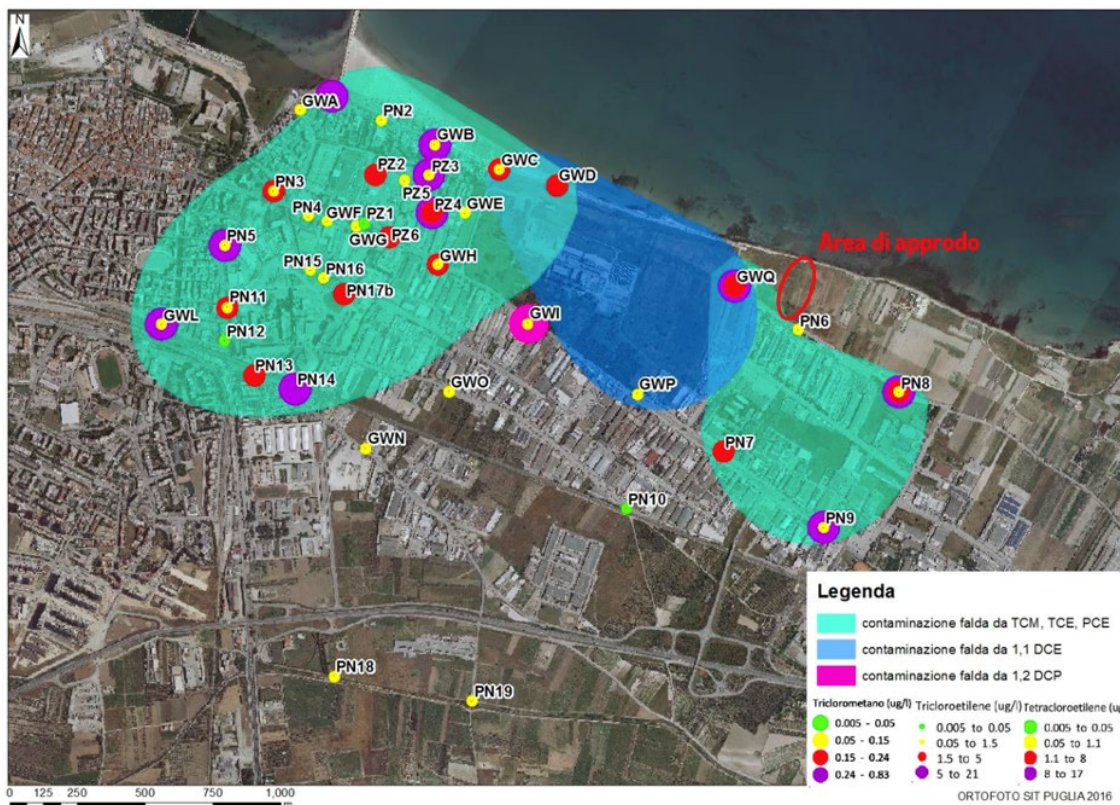 N
GWA
PN2
GWB
PZ2
PZ3
GWC
GWD
PN3
PZ5
PZ4
GWE
PN4
GWF
PZ1
GWG
PZ6
PN5
GWH
Area di approdo
GWQ
PN15
PN16
PN17b
PN11
GWL
GWI
PN6
PN12
PN13
PN14
GWO
GWP
PN8
GWN
PN7
PN10
PN9
PN18
PN19
Legenda
contaminazione falda da TCM, TCE, PCE
contaminazione falda da 1,1 DCE
contaminazione falda da 1,2 DCP
Triclorometano (ug/l) Tricloroetilene (ug/l) Tetracloroetilene (ug
0.005 - 0.05 0.005 to 0.05 0.005 to 0.05
0.05 - 0.15 0.05 to 1.5 0.05 to 1.1
0.15 - 0.24 1.5 to 5 1.1 to 8
0.24 - 0.83 5 to 21 8 to 17
0 250 500 1,000
m
ORTOFOTO SIT PUGLIA 2016